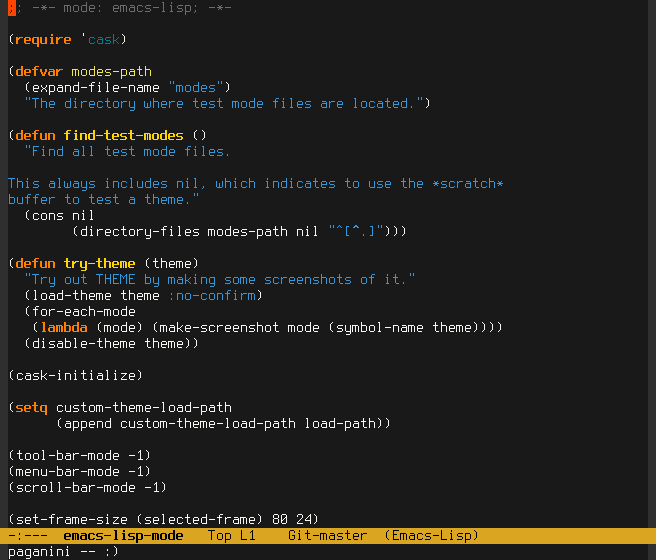 ;; -*- mode: emacs-lisp; -*-
(require 'cask)
(defvar modes-path
  (expand-file-name "modes")
  "The directory where test mode files are located.")
(defun find-test-modes ()
  "Find all test mode files.
This always includes nil, which indicates to use the *scratch*
buffer to test a theme."
  (cons nil
        (directory-files modes-path nil "^[^.]")))
(defun try-theme (theme)
  "Try out THEME by making some screenshots of it."
  (load-theme theme :no-confirm)
  (for-each-mode
   (lambda (mode) (make-screenshot mode (symbol-name theme))))
  (disable-theme theme))
(cask-initialize)
(setq custom-theme-load-path
      (append custom-theme-load-path load-path))
(tool-bar-mode -1)
(menu-bar-mode -1)
(scroll-bar-mode -1)
(set-frame-size (selected-frame) 80 24)
-:---  emacs-lisp-mode   Top L1    Git-master  (Emacs-Lisp)
paganini -- :)